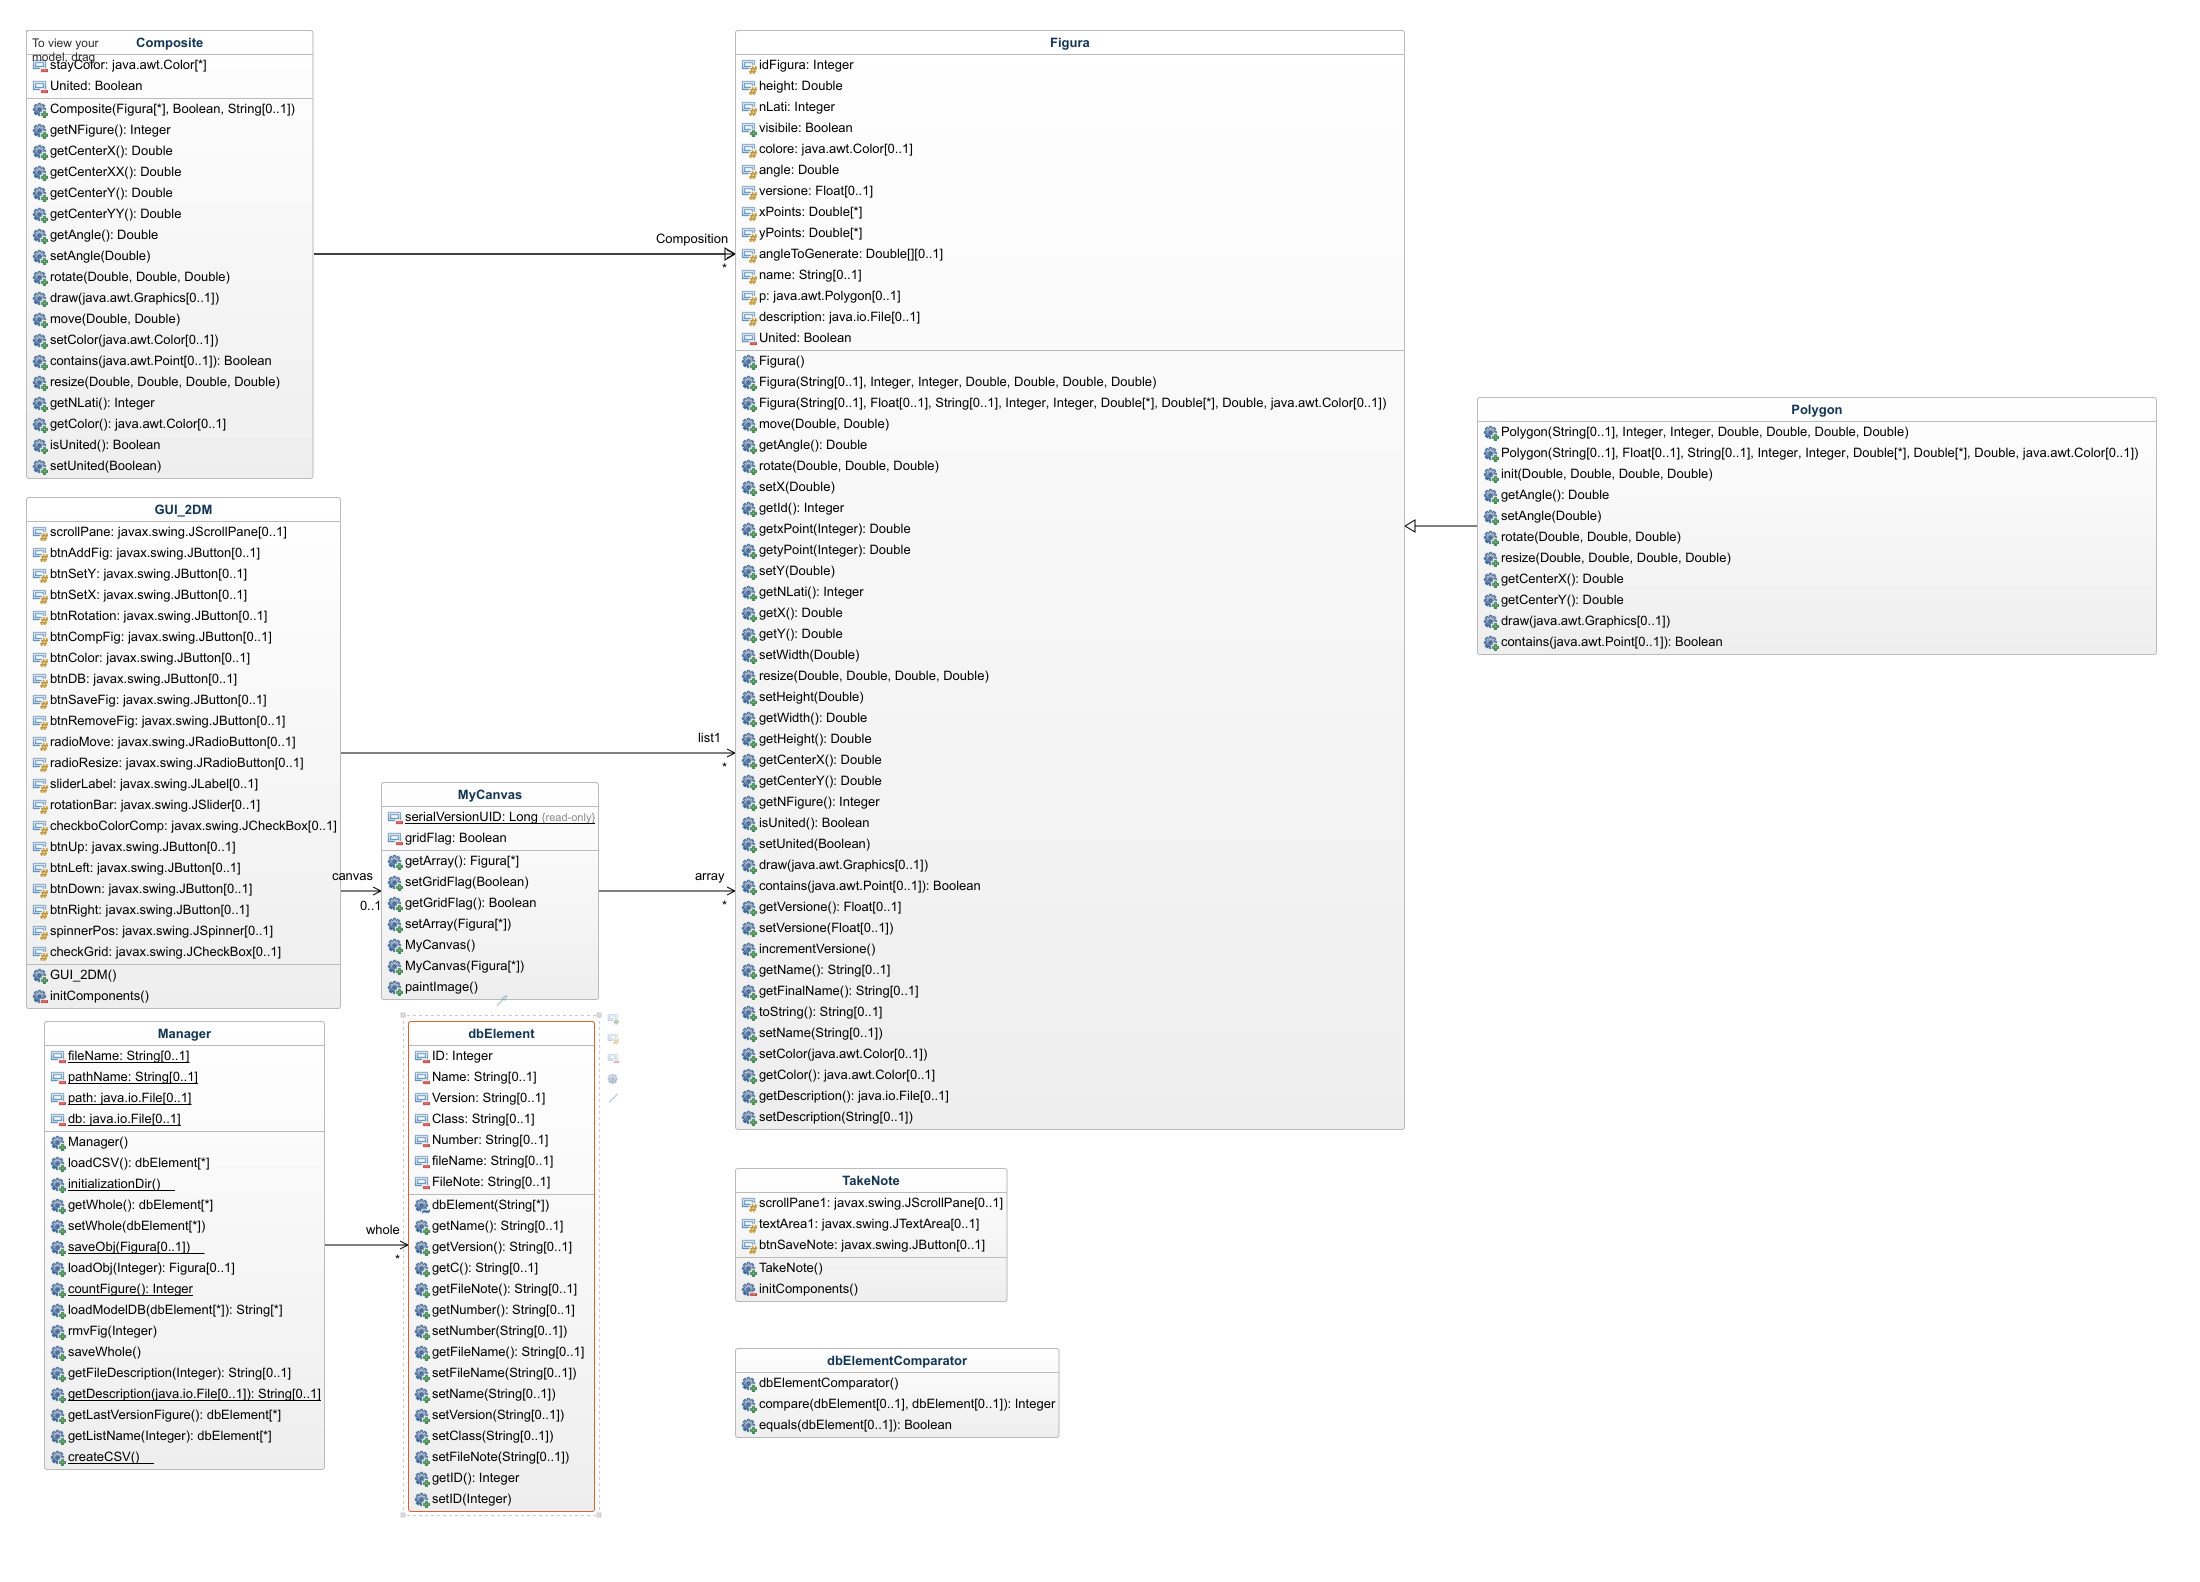 To view your
model, drag
Composite
stayColor: java.awt.Color[*]
United: Boolean
Composite(Figura[*], Boolean, String[0..1])
getNFigure(): Integer
getCenterX(): Double
getCenterXX(): Double
getCenterY(): Double
getCenterYY(): Double
getAngle(): Double
setAngle(Double)
rotate(Double, Double, Double)
draw(java.awt.Graphics[0..1])
move(Double, Double)
setColor(java.awt.Color[0..1])
contains(java.awt.Point[0..1]): Boolean
resize(Double, Double, Double, Double)
getNLati(): Integer
getColor(): java.awt.Color[0..1]
isUnited(): Boolean
setUnited(Boolean)
Composition
*
Figura
idFigura: Integer
height: Double
nLati: Integer
visibile: Boolean
colore: java.awt.Color[0..1]
angle: Double
versione: Float[0..1]
xPoints: Double[*]
yPoints: Double[*]
angleToGenerate: Double[][0..1]
name: String[0..1]
p: java.awt.Polygon[0..1]
description: java.io.File[0..1]
United: Boolean
Figura()
Figura(String[0..1], Integer, Integer, Double, Double, Double, Double)
Figura(String[0..1], Float[0..1], String[0..1], Integer, Integer, Double[*], Double[*], Double, java.awt.Color[0..1])
move(Double, Double)
getAngle(): Double
rotate(Double, Double, Double)
setX(Double)
getId(): Integer
getxPoint(Integer): Double
getyPoint(Integer): Double
setY(Double)
getNLati(): Integer
getX(): Double
getY(): Double
setWidth(Double)
resize(Double, Double, Double, Double)
setHeight(Double)
getWidth(): Double
getHeight(): Double
getCenterX(): Double
getCenterY(): Double
getNFigure(): Integer
isUnited(): Boolean
setUnited(Boolean)
draw(java.awt.Graphics[0..1])
contains(java.awt.Point[0..1]): Boolean
getVersione(): Float[0..1]
setVersione(Float[0..1])
incrementVersione()
getName(): String[0..1]
getFinalName(): String[0..1]
toString(): String[0..1]
setName(String[0..1])
setColor(java.awt.Color[0..1])
getColor(): java.awt.Color[0..1]
getDescription(): java.io.File[0..1]
setDescription(String[0..1])
Polygon
Polygon(String[0..1], Integer, Integer, Double, Double, Double, Double)
Polygon(String[0..1], Float[0..1], String[0..1], Integer, Integer, Double[*], Double[*], Double, java.awt.Color[0..1])
init(Double, Double, Double, Double)
getAngle(): Double
setAngle(Double)
rotate(Double, Double, Double)
resize(Double, Double, Double, Double)
getCenterX(): Double
getCenterY(): Double
draw(java.awt.Graphics[0..1])
contains(java.awt.Point[0..1]): Boolean
GUI_2DM
scrollPane: javax.swing.JScrollPane[0..1]
btnAddFig: javax.swing.JButton[0..1]
btnSetY: javax.swing.JButton[0..1]
btnSetX: javax.swing.JButton[0..1]
btnRotation: javax.swing.JButton[0..1]
btnCompFig: javax.swing.JButton[0..1]
btnColor: javax.swing.JButton[0..1]
btnDB: javax.swing.JButton[0..1]
btnSaveFig: javax.swing.JButton[0..1]
btnRemoveFig: javax.swing.JButton[0..1]
radioMove: javax.swing.JRadioButton[0..1]
radioResize: javax.swing.JRadioButton[0..1]
sliderLabel: javax.swing.JLabel[0..1]
rotationBar: javax.swing.JSlider[0..1]
checkboColorComp: javax.swing.JCheckBox[0..1]
btnUp: javax.swing.JButton[0..1]
btnLeft: javax.swing.JButton[0..1]
btnDown: javax.swing.JButton[0..1]
btnRight: javax.swing.JButton[0..1]
spinnerPos: javax.swing.JSpinner[0..1]
checkGrid: javax.swing.JCheckBox[0..1]
GUI_2DM()
initComponents()
list1
*
canvas
0..1
MyCanvas
serialVersionUID: Long {read-only}
gridFlag: Boolean
getArray(): Figura[*]
setGridFlag(Boolean)
getGridFlag(): Boolean
setArray(Figura[*])
MyCanvas()
MyCanvas(Figura[*])
paintImage()
array
*
Manager
fileName: String[0..1]
pathName: String[0..1]
path: java.io.File[0..1]
db: java.io.File[0..1]
Manager()
loadCSV(): dbElement[*]
initializationDir()
getWhole(): dbElement[*]
setWhole(dbElement[*])
saveObj(Figura[0..1])
loadObj(Integer): Figura[0..1]
countFigure(): Integer
loadModelDB(dbElement[*]): String[*]
rmvFig(Integer)
saveWhole()
getFileDescription(Integer): String[0..1]
getDescription(java.io.File[0..1]): String[0..1]
getLastVersionFigure(): dbElement[*]
getListName(Integer): dbElement[*]
createCSV()
whole
*
dbElement
ID: Integer
Name: String[0..1]
Version: String[0..1]
Class: String[0..1]
Number: String[0..1]
fileName: String[0..1]
FileNote: String[0..1]
dbElement(String[*])
getName(): String[0..1]
getVersion(): String[0..1]
getC(): String[0..1]
getFileNote(): String[0..1]
getNumber(): String[0..1]
setNumber(String[0..1])
getFileName(): String[0..1]
setFileName(String[0..1])
setName(String[0..1])
setVersion(String[0..1])
setClass(String[0..1])
setFileNote(String[0..1])
getID(): Integer
setID(Integer)
TakeNote
scrollPane1: javax.swing.JScrollPane[0..1]
textArea1: javax.swing.JTextArea[0..1]
btnSaveNote: javax.swing.JButton[0..1]
TakeNote()
initComponents()
dbElementComparator
dbElementComparator()
compare(dbElement[0..1], dbElement[0..1]): Integer
equals(dbElement[0..1]): Boolean